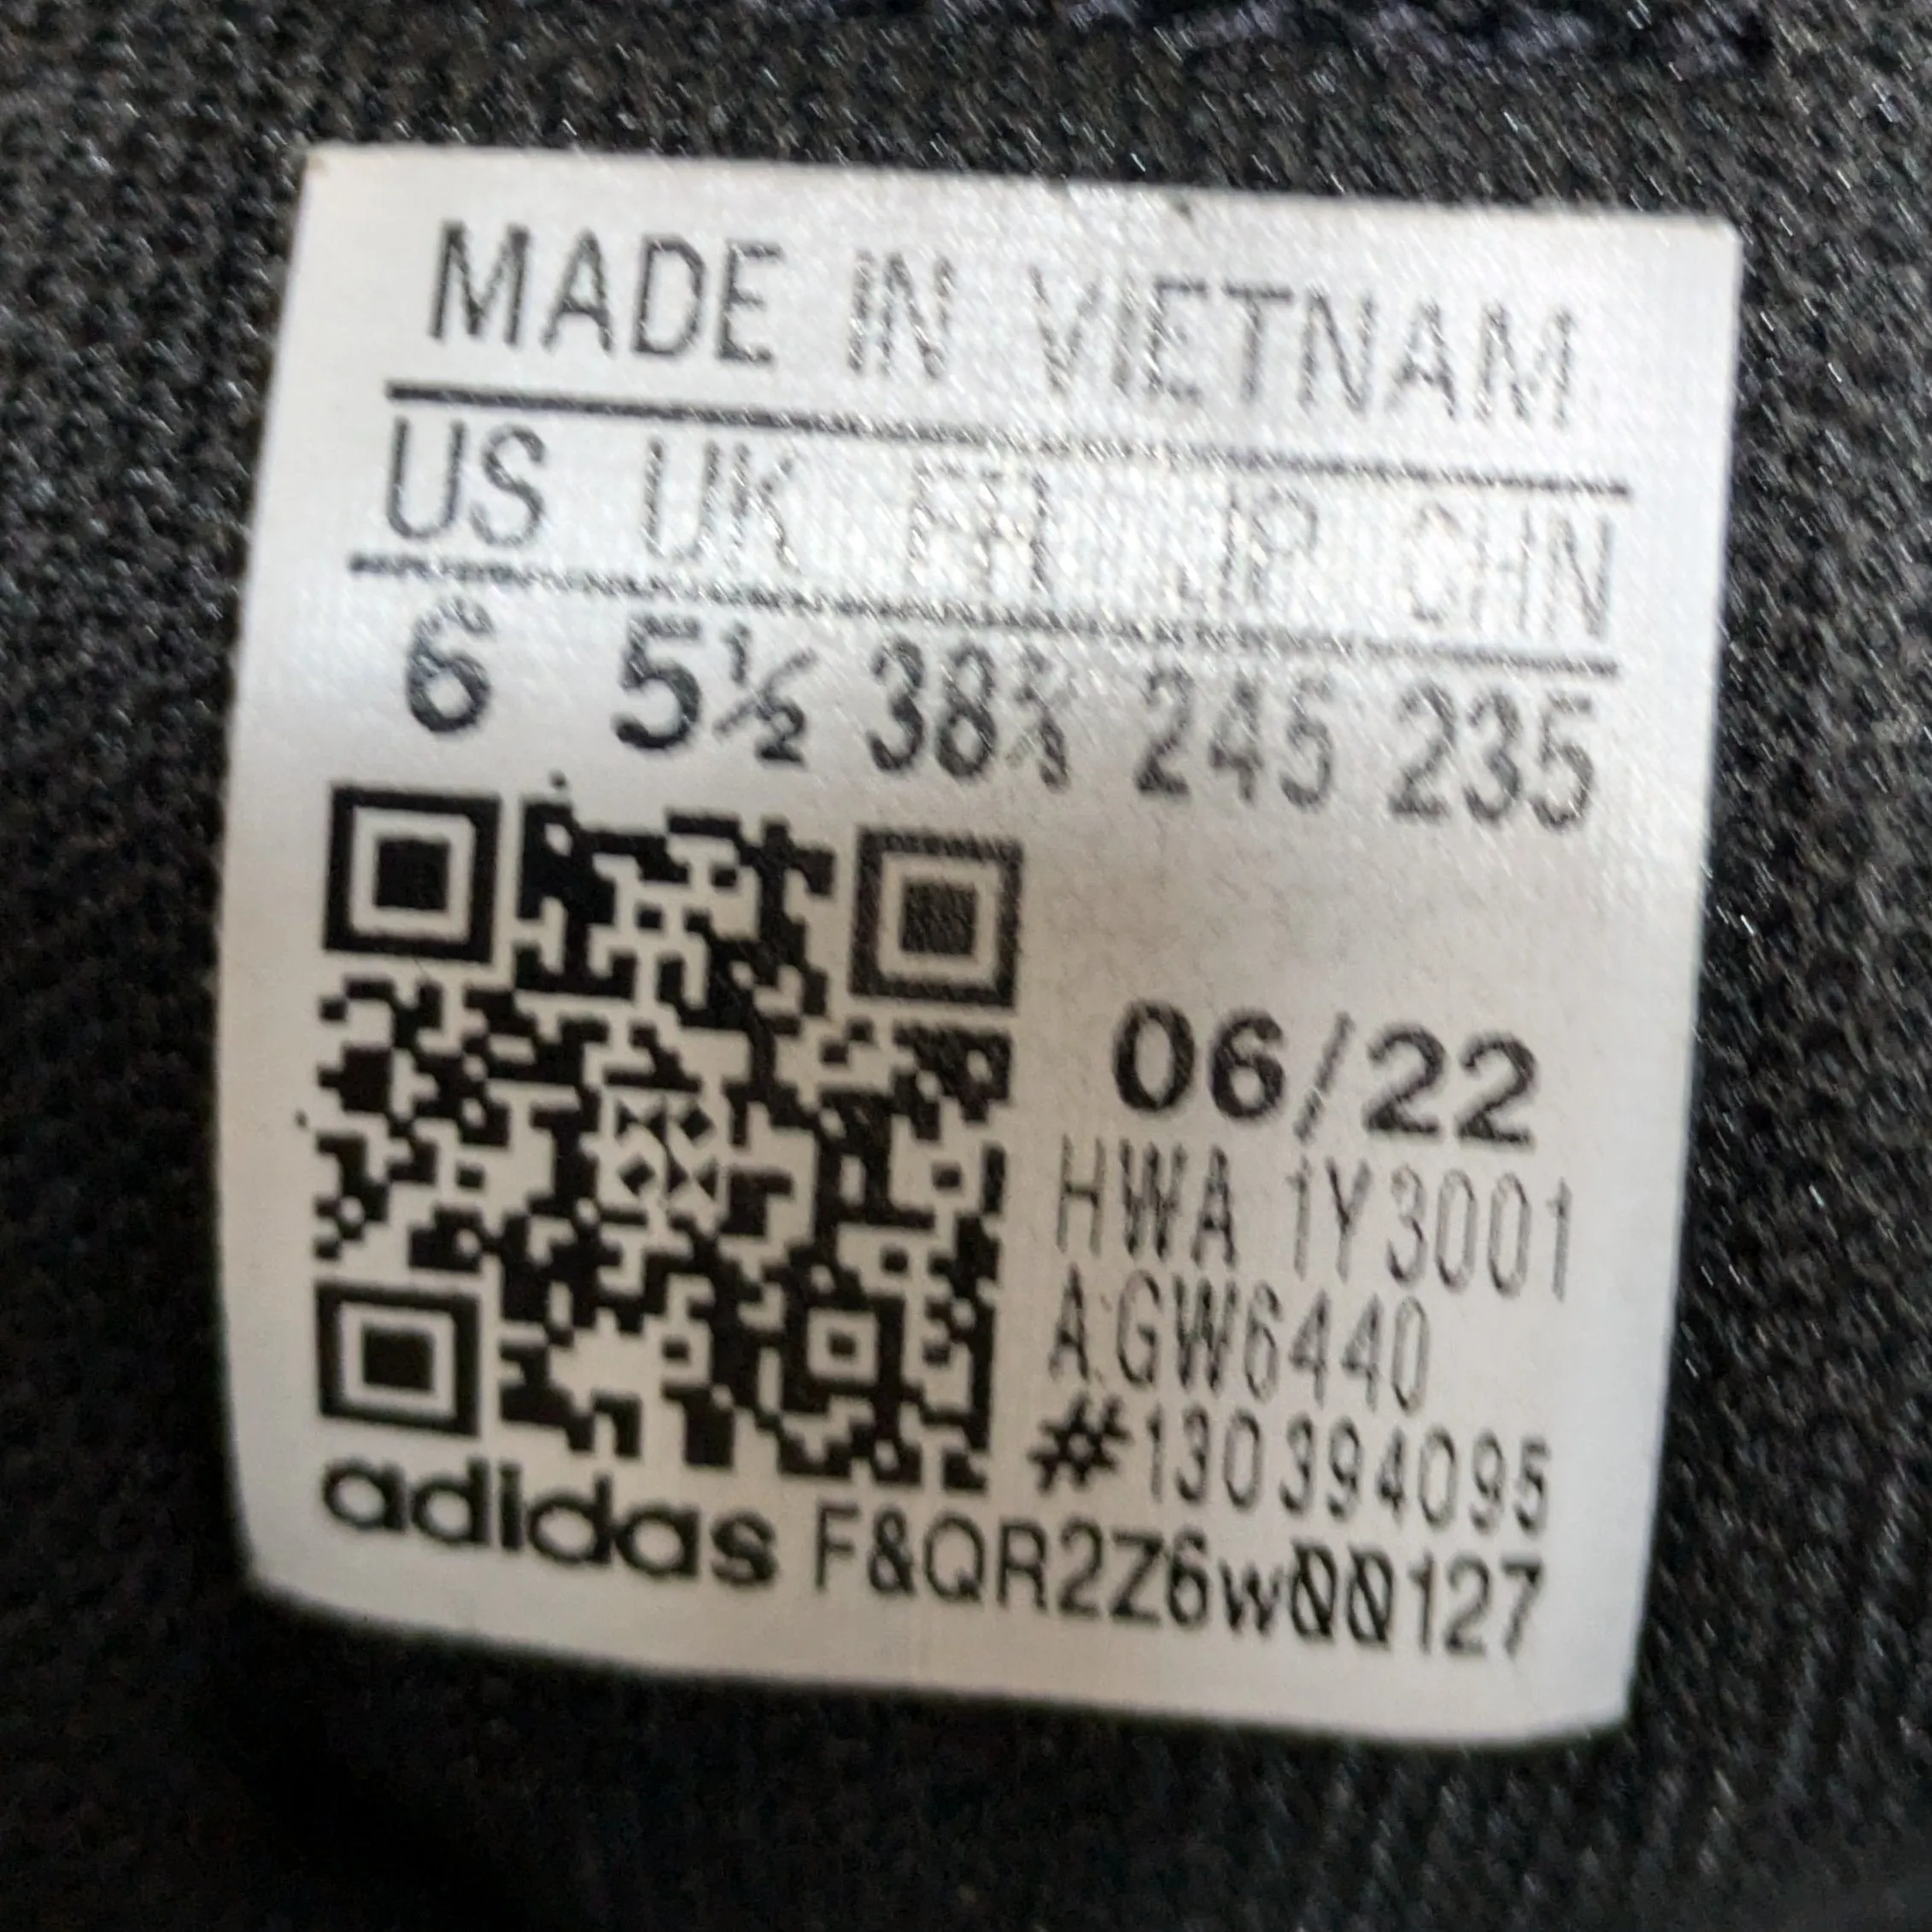 MADE IN VIETNAM
US UK FR JP CHN
6 5½ 38⅔ 245 235
06/22
HWA 1Y3001
A:GW6440
#130394095
adidas F&QR2Z6w00127